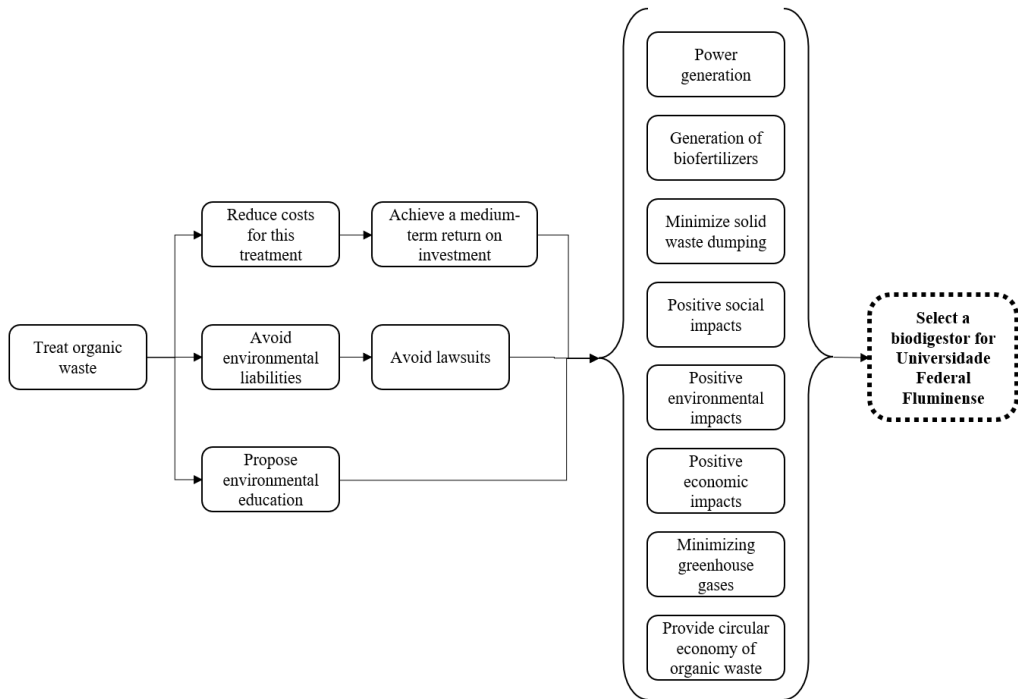 Treat organic
waste
Reduce costs
for this
treatment
Achieve a medium-
term return on
investment
Avoid
environmental
liabilities
Avoid lawsuits
Propose
environmental
education
Power
generation
Generation of
biofertilizers
Minimize solid
waste dumping
Positive social
impacts
Positive
environmental
impacts
Positive
economic
impacts
Minimizing
greenhouse
gases
Provide circular
economy of
organic waste
Select a
biodigestor for
Universidade
Federal
Fluminense